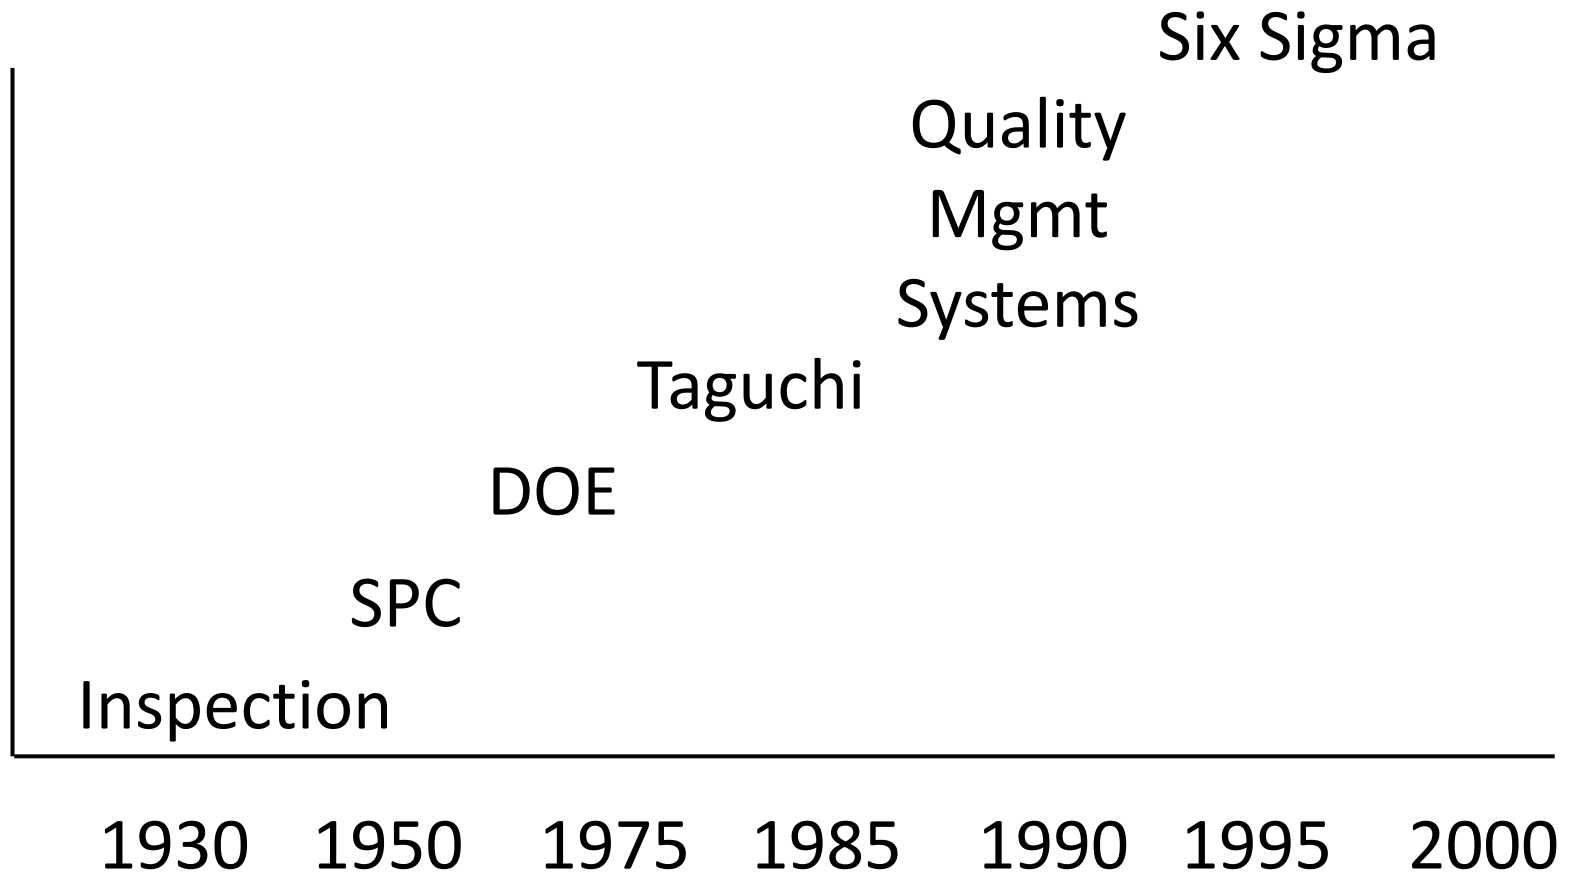 Six Sigma
Quality
Mgmt
Systems
Taguchi
DOE
SPC
Inspection
1930 1950 1975 1985 1990 1995 2000